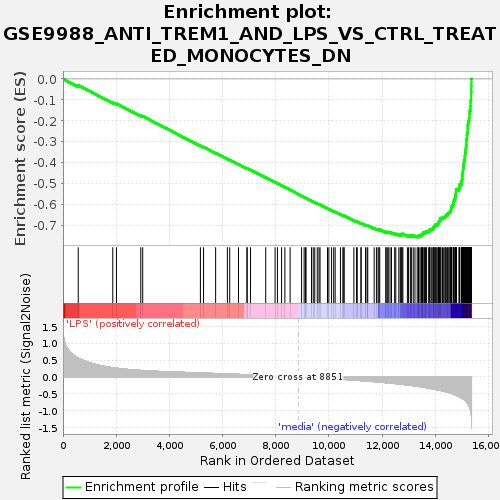 Enrichment plot:
GSE9988_ANTI_TREM1_AND_LPS_VS_CTRL_TREAT
ED_MONOCYTES_DN
Enrichment score (ES)
0.0
-0.1
-0.2
-0.3
-0.4
-0.5
-0.6
-0.7
'LPS' (positively correlated)
Ranked list metric (Signal2Noise)
1.5
1.0
0.5
0.0
-0.5
-1.0
-1.5
Zero cross at 8851
'media' (negatively correlated)
0 2,000 4,000 6,000 8,000 10,000 12,000 14,000 16,000
Rank in Ordered Dataset
Enrichment profile Hits Ranking metric scores